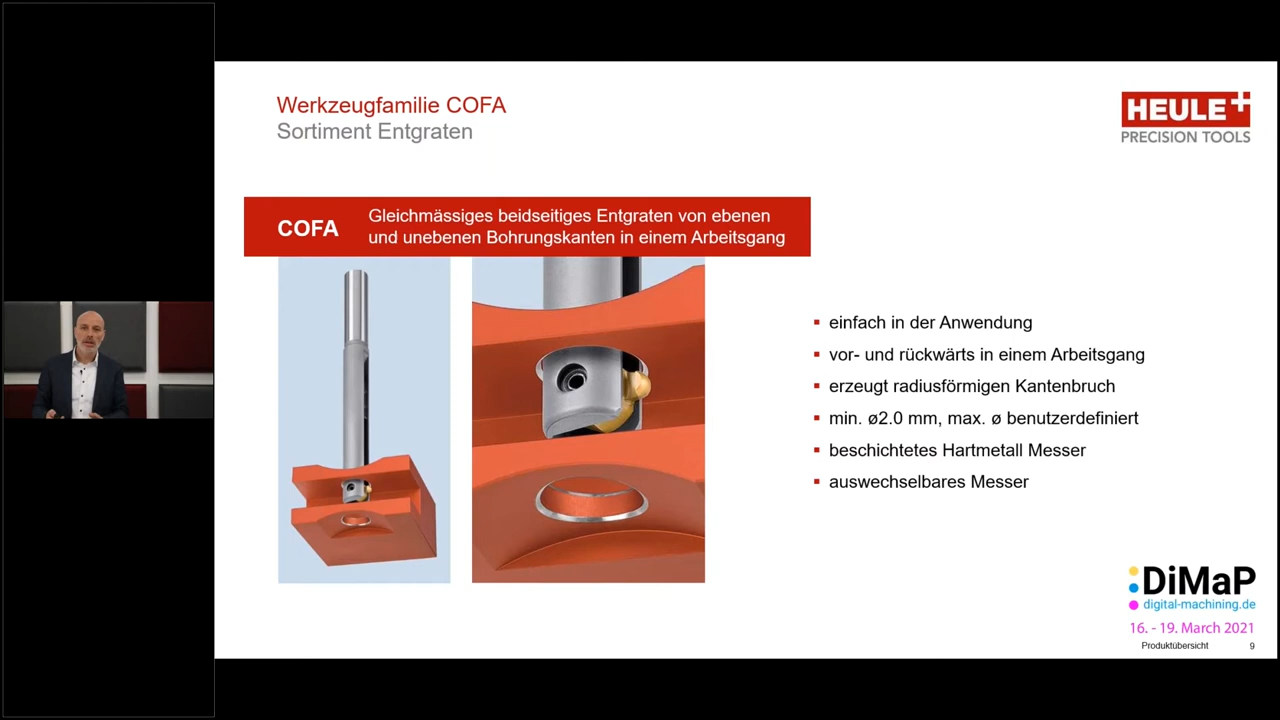 Werkzeugfamilie COFA
Sortiment Entgraten
HEULE+
PRECISION TOOLS
COFA
Gleichmässiges beidseitiges Entgraten von ebenen
und unebenen Bohrungskanten in einem Arbeitsgang
einfach in der Anwendung
vor- und rückwärts in einem Arbeitsgang
erzeugt radiusförmigen Kantenbruch
min. ø2.0 mm, max. ø benutzerdefiniert
beschichtetes Hartmetall Messer
auswechselbares Messer
DiMaP
digital-machining.de
16. - 19. March 2021
Produktübersicht 9